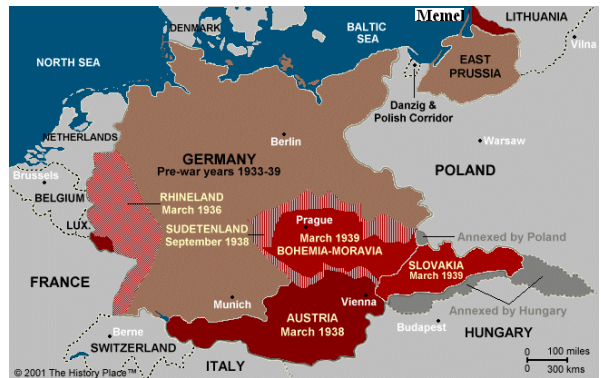 DENMARK
BALTIC
SEA
Memel
LITHUANIA
Vilna
NORTH SEA
EAST
PRUSSIA
Danzig &
Polish Corridor
NETHERLANDS
Berlin
Warsaw
GERMANY
Pre-war years 1933-39
POLAND
Brussels
BELGIUM
RHINELAND
March 1936
LUX.
SUDETENLAND
September 1938
Prague
March 1939
BOHEMIA-MORAVIA
Annexed by Poland
SLOVAKIA
March 1939
FRANCE
Munich
Vienna
Annexed by Hungary
AUSTRIA
March 1938
Budapest
HUNGARY
Berne
SWITZERLAND
ITALY
0 100 miles
0 300 kms
© 2001 The History Place™